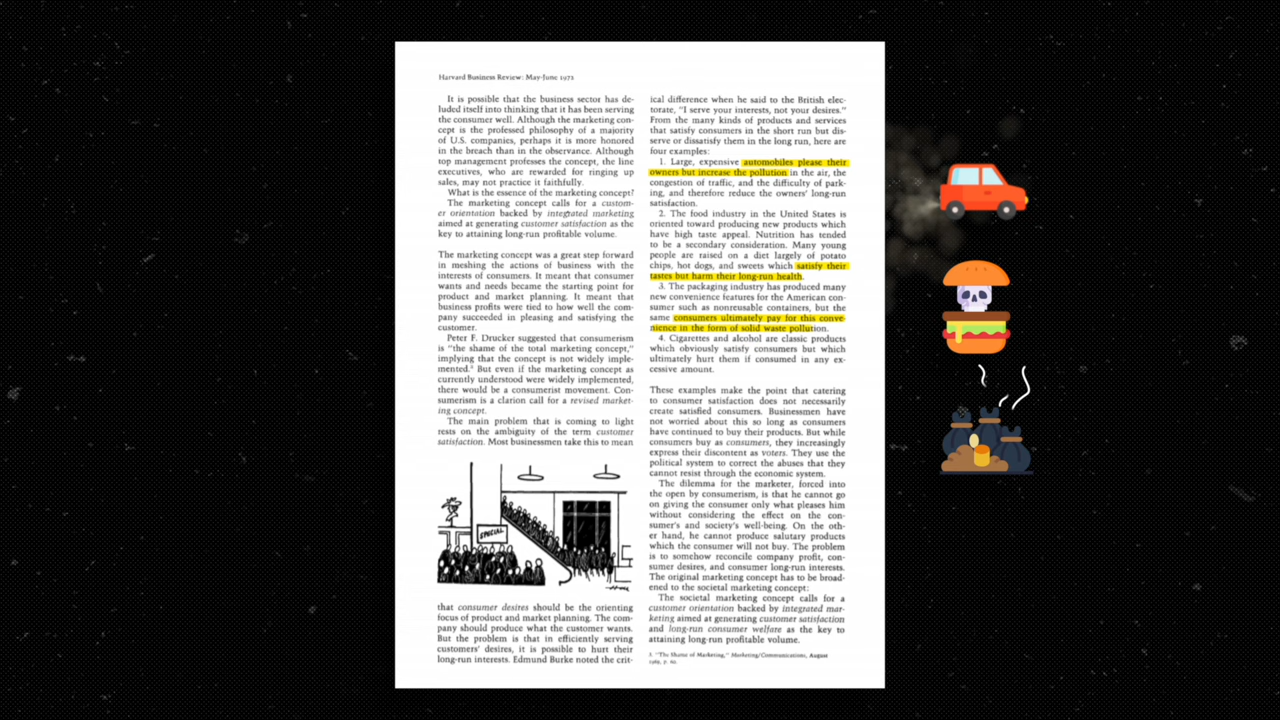 Harvard Business Review: May-June 1972
It is possible that the business sector has de-
luded itself into thinking that it has been serving
the consumer well. Although the marketing con-
cept is the professed philosophy of a majority
of U.S. companies, perhaps it is more honored
in the breach than in the observance. Although
top management professes the concept, the line
executives, who are rewarded for ringing up
sales, may not practice it faithfully.
What is the essence of the marketing concept?
The marketing concept calls for a custom-
er orientation backed by integrated marketing
aimed at generating customer satisfaction as the
key to attaining long-run profitable volume.
The marketing concept was a great step forward
in meshing the actions of business with the
interests of consumers. It meant that consumer
wants and needs became the starting point for
product and market planning. It meant that
business profits were tied to how well the com-
pany succeeded in pleasing and satisfying the
customer.
Peter F. Drucker suggested that consumerism
is "the shame of the total marketing concept,"
implying that the concept is not widely imple-
mented.³ But even if the marketing concept as
currently understood were widely implemented,
there would be a consumerist movement. Con-
sumerism is a clarion call for a revised market-
ing concept.
The main problem that is coming to light
rests on the ambiguity of the term customer
satisfaction. Most businessmen take this to mean
SPECIAL
that consumer desires should be the orienting
focus of product and market planning. The com-
pany should produce what the customer wants.
But the problem is that in efficiently serving
customers' desires, it is possible to hurt their
long-run interests. Edmund Burke noted the crit-
ical difference when he said to the British elec-
torate, "I serve your interests, not your desires."
From the many kinds of products and services
that satisfy consumers in the short run but dis-
serve or dissatisfy them in the long run, here are
four examples:
1. Large, expensive automobiles please their
owners but increase the pollution in the air, the
congestion of traffic, and the difficulty of park-
ing, and therefore reduce the owners' long-run
satisfaction.
2. The food industry in the United States is
oriented toward producing new products which
have high taste appeal. Nutrition has tended
to be a secondary consideration. Many young
people are raised on a diet largely of potato
chips, hot dogs, and sweets which satisfy their
tastes but harm their long-run health.
3. The packaging industry has produced many
new convenience features for the American con-
sumer such as nonreusable containers, but the
same consumers ultimately pay for this conve-
nience in the form of solid waste pollution.
4. Cigarettes and alcohol are classic products
which obviously satisfy consumers but which
ultimately hurt them if consumed in any ex-
cessive amount.
These examples make the point that catering
to consumer satisfaction does not necessarily
create satisfied consumers. Businessmen have
not worried about this so long as consumers
have continued to buy their products. But while
consumers buy as consumers, they increasingly
express their discontent as voters. They use the
political system to correct the abuses that they
cannot resist through the economic system.
The dilemma for the marketer, forced into
the open by consumerism, is that he cannot go
on giving the consumer only what pleases him
without considering the effect on the con-
sumer's and society's well-being. On the oth-
er hand, he cannot produce salutary products
which the consumer will not buy. The problem
is to somehow reconcile company profit, con-
sumer desires, and consumer long-run interests.
The original marketing concept has to be broad-
ened to the societal marketing concept:
The societal marketing concept calls for a
customer orientation backed by integrated mar-
keting aimed at generating customer satisfaction
and long-run consumer welfare as the key to
attaining long-run profitable volume.
3. "The Shame of Marketing," Marketing/Communications, August
1969, p. 60.